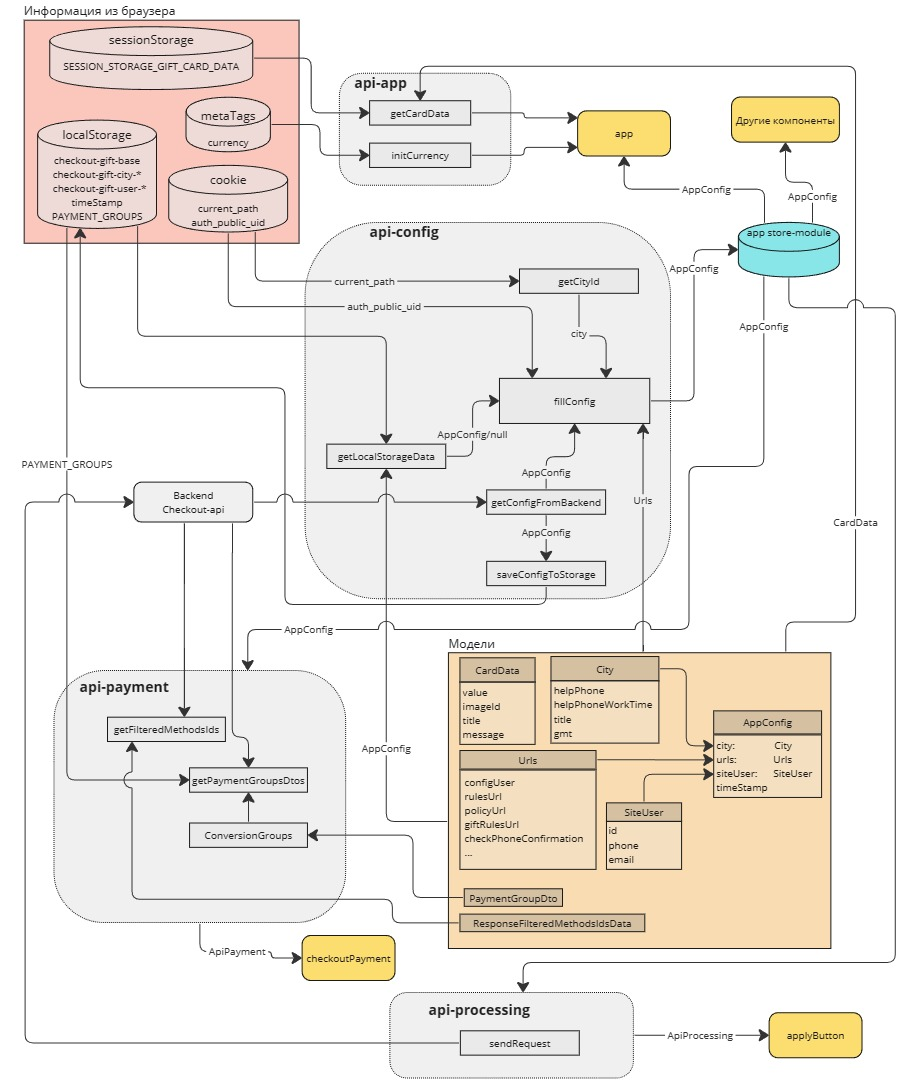 Информация из браузера
sessionStorage
SESSION_STORAGE_GIFT_CARD_DATA
metaTags
currency
localStorage
checkout-gift-base
checkout-gift-city-*
checkout-gift-user-*
timeStamp
PAYMENT_GROUPS
cookie
current_path
auth_public_uid
api-app
getCardData
initCurrency
app
Другие компоненты
AppConfig
AppConfig
app store-module
api-config
current_path
getCityId
AppConfig
auth_public_uid
city
AppConfig
fillConfig
AppConfig/null
getLocalStorageData
PAYMENT_GROUPS
AppConfig
Backend
Checkout-api
getConfigFromBackend
Urls
CardData
AppConfig
saveConfigToStorage
AppConfig
Модели
api-payment
getFilteredMethodsIds
getPaymentGroupsDtos
ConversionGroups
AppConfig
CardData
value
imageId
title
message
City
helpPhone
helpPhoneWorkTime
title
gmt
AppConfig
city: City
urls: Urls
siteUser: SiteUser
timeStamp
Urls
configUser
rulesUrl
policyUrl
giftRulesUrl
checkPhoneConfirmation
...
SiteUser
id
phone
email
PaymentGroupDto
ResponseFilteredMethodsIdsData
ApiPayment
checkoutPayment
api-processing
sendRequest
ApiProcessing
applyButton